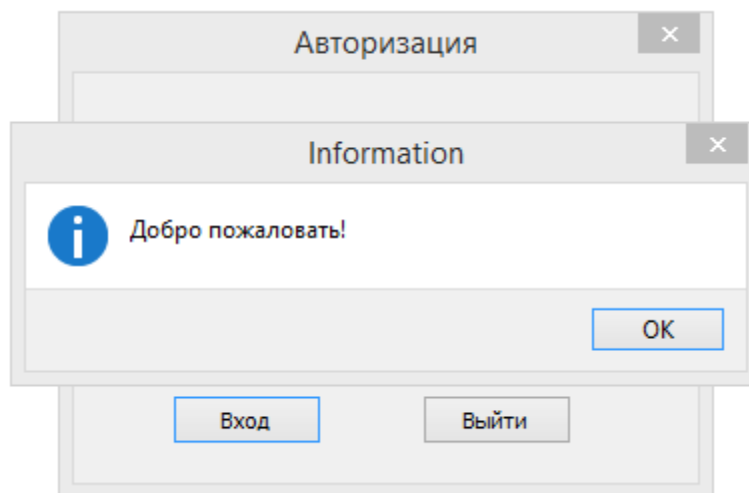 Авторизация
Information
Добро пожаловать!
OK
Вход
Выйти